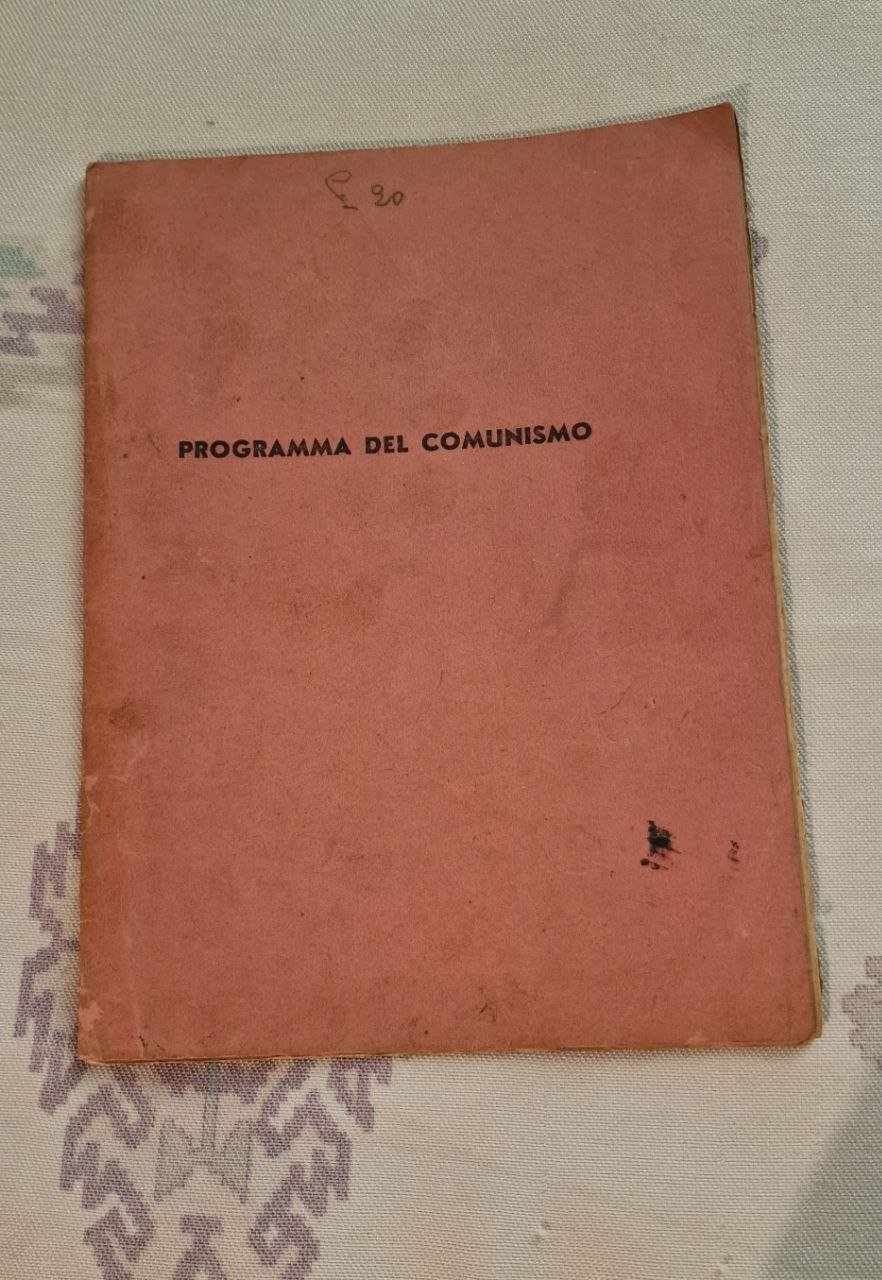 £ 20
PROGRAMMA DEL COMUNISMO